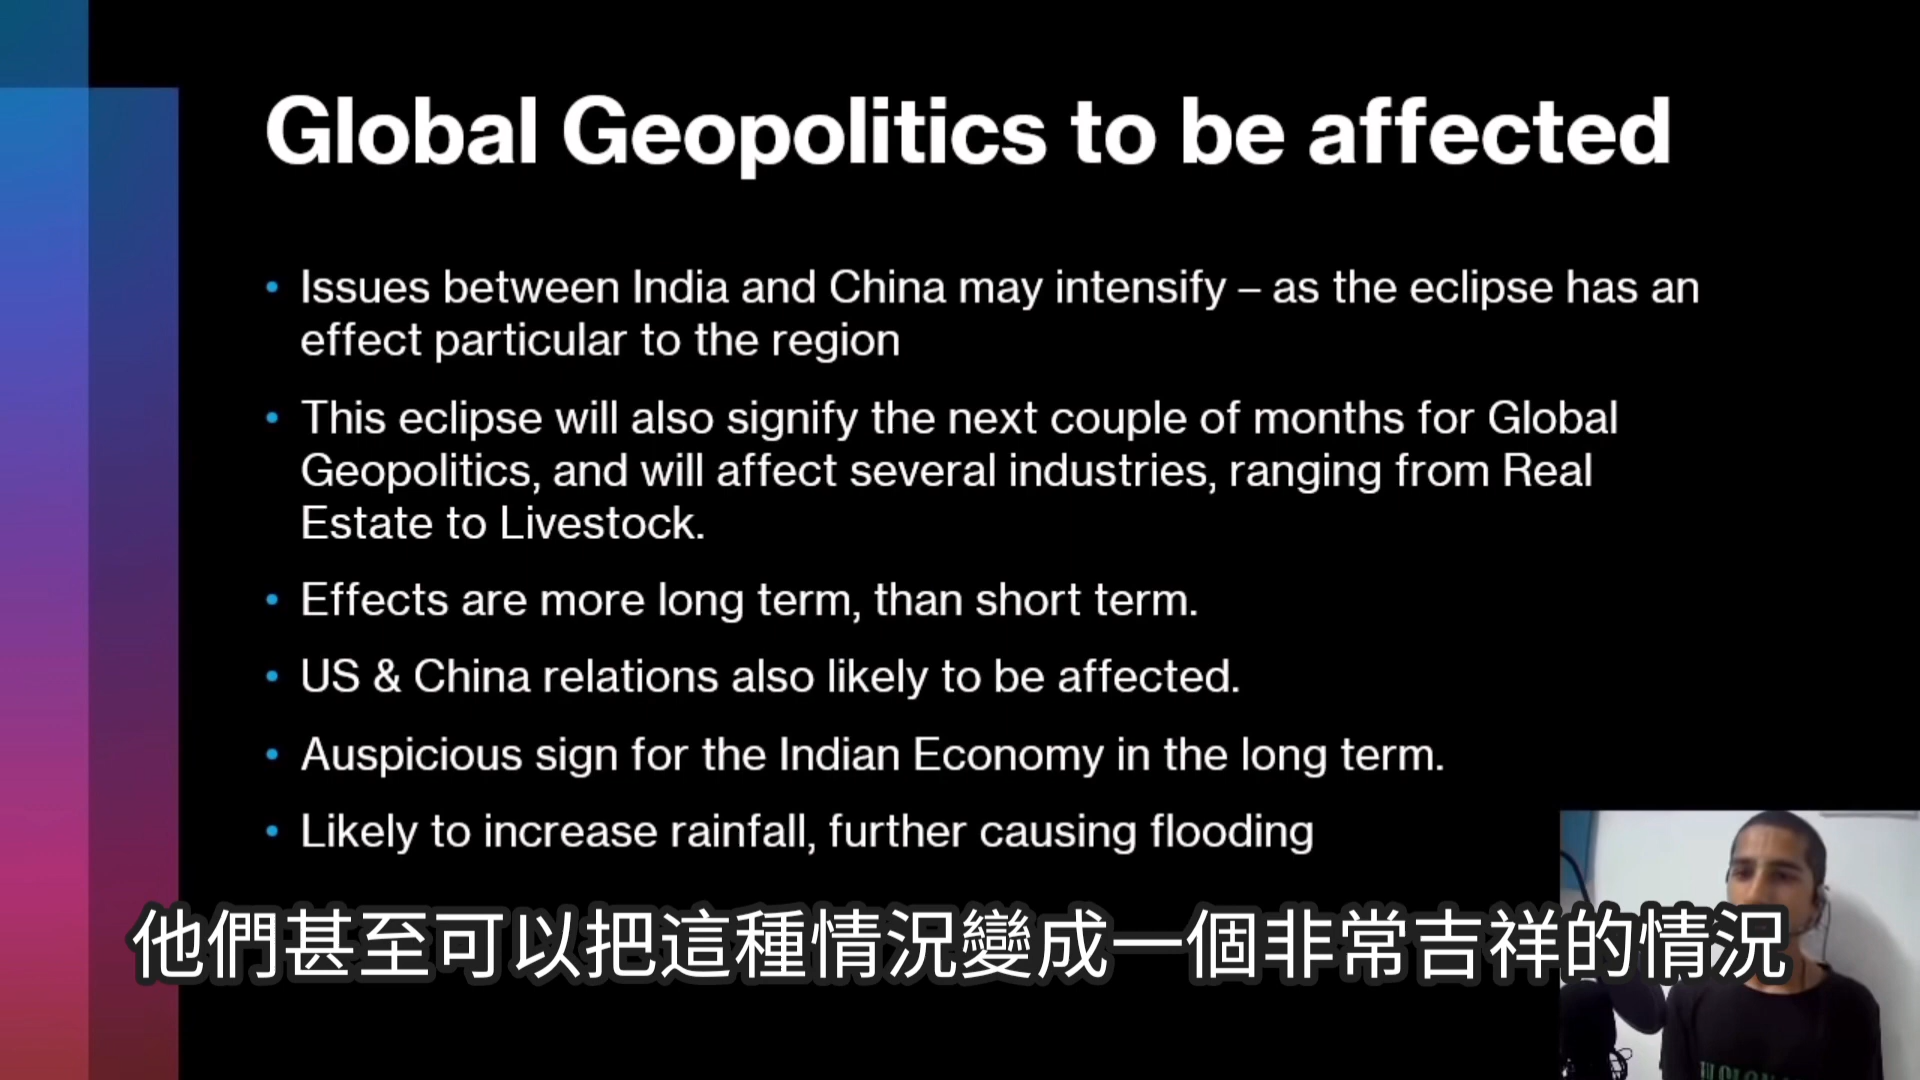 Global Geopolitics to be affected
• Issues between India and China may intensify – as the eclipse has an
effect particular to the region
• This eclipse will also signify the next couple of months for Global
Geopolitics, and will affect several industries, ranging from Real
Estate to Livestock.
• Effects are more long term, than short term.
• US & China relations also likely to be affected.
• Auspicious sign for the Indian Economy in the long term.
• Likely to increase rainfall, further causing flooding
他們甚至可以把這種情況變成一個非常吉祥的情況